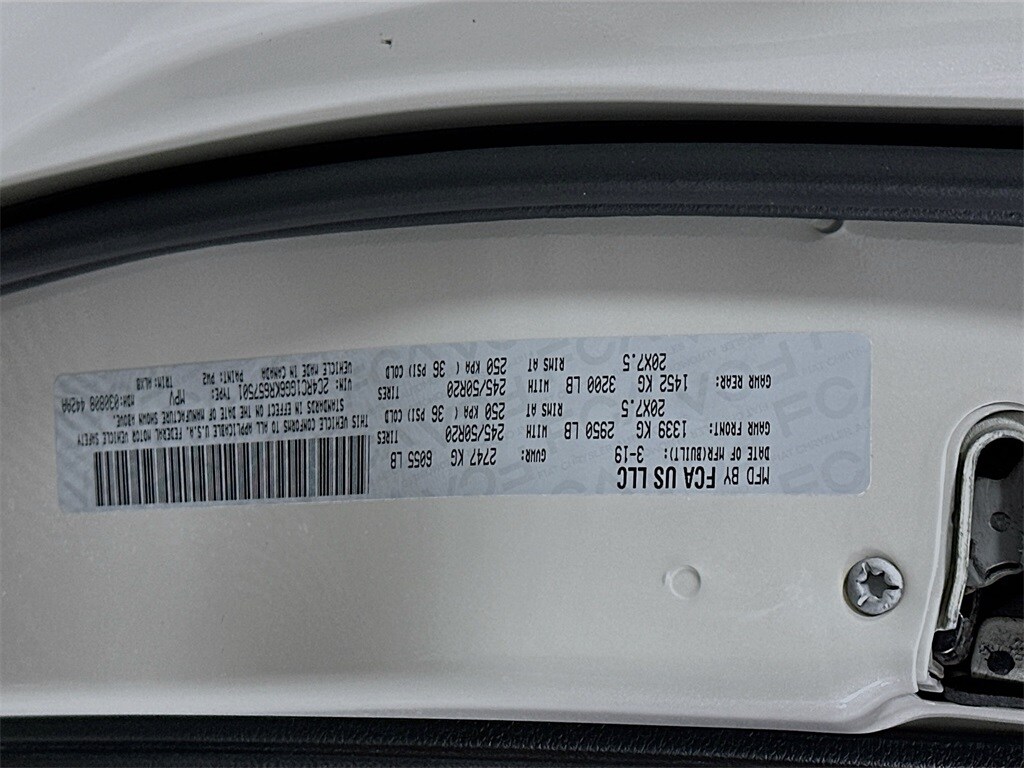 MFD BY FCA US LLC
DATE OF MFR(BUILT): 3-19 GVWR: 2747 KG 6055 LB
GAWR FRONT: 1339 KG 2950 LB WITH 245/50R20 TIRES
RIMS AT 20X7.5 250 KPA ( 36 PSI) COLD
GAWR REAR: 1452 KG 3200 LB WITH 245/50R20 TIRES
RIMS AT 20X7.5 250 KPA ( 36 PSI) COLD
THIS VEHICLE CONFORMS TO ALL APPLICABLE U.S.A. FEDERAL MOTOR VEHICLE SAFETY
STANDARDS IN EFFECT ON THE DATE OF MANUFACTURE SHOWN ABOVE.
VIN: 2C4RC1GG9KR657501 TYPE: MPV MDH: 030808 442AA
VEHICLE MADE IN CANADA PAINT: PW2 TRIM: HLXB